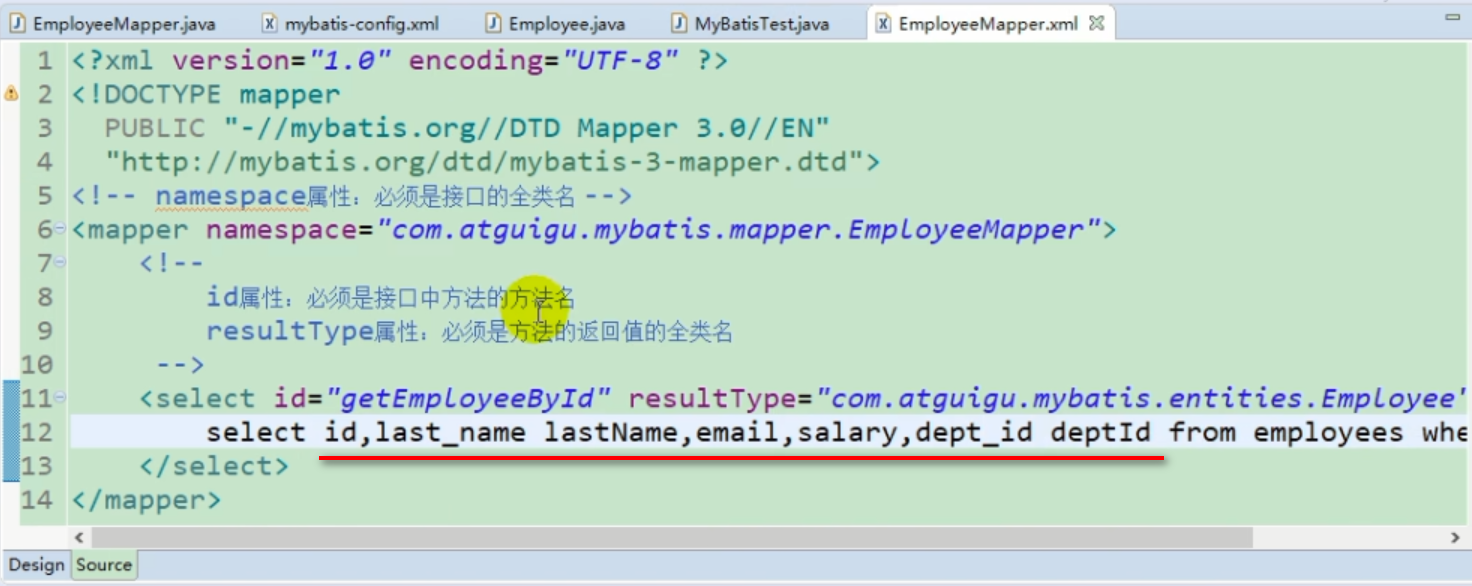 EmployeeMapper.java mybatis-config.xml Employee.java MyBatisTest.java EmployeeMapper.xml
1 <?xml version="1.0" encoding="UTF-8" ?>
2 <!DOCTYPE mapper
3 PUBLIC "-//mybatis.org//DTD Mapper 3.0//EN"
4 "http://mybatis.org/dtd/mybatis-3-mapper.dtd">
5 <!-- namespace属性：必须是接口的全类名 -->
6 <mapper namespace="com.atguigu.mybatis.mapper.EmployeeMapper">
7 <!--
8 id属性：必须是接口中方法的方法名
9 resultType属性：必须是方法的返回值的全类名
10 -->
11 <select id="getEmployeeById" resultType="com.atguigu.mybatis.entities.Employee"
12 select id,last_name lastName,email,salary,dept_id deptId from employees whe
13 </select>
14 </mapper>
Design Source